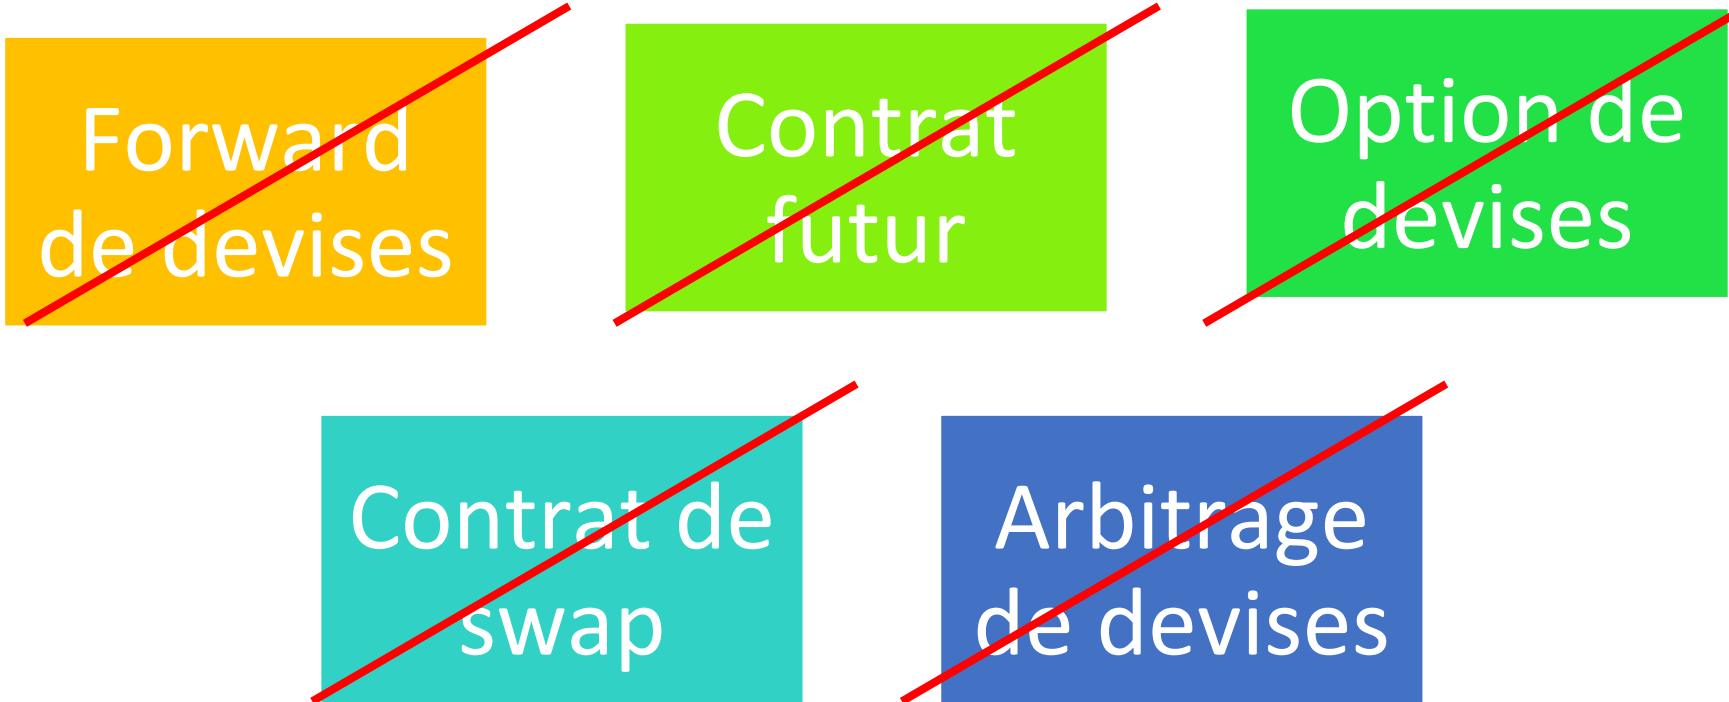 Forward
de devises
Contrat
futur
Option de
devises
Contrat de
swap
Arbitrage
de devises